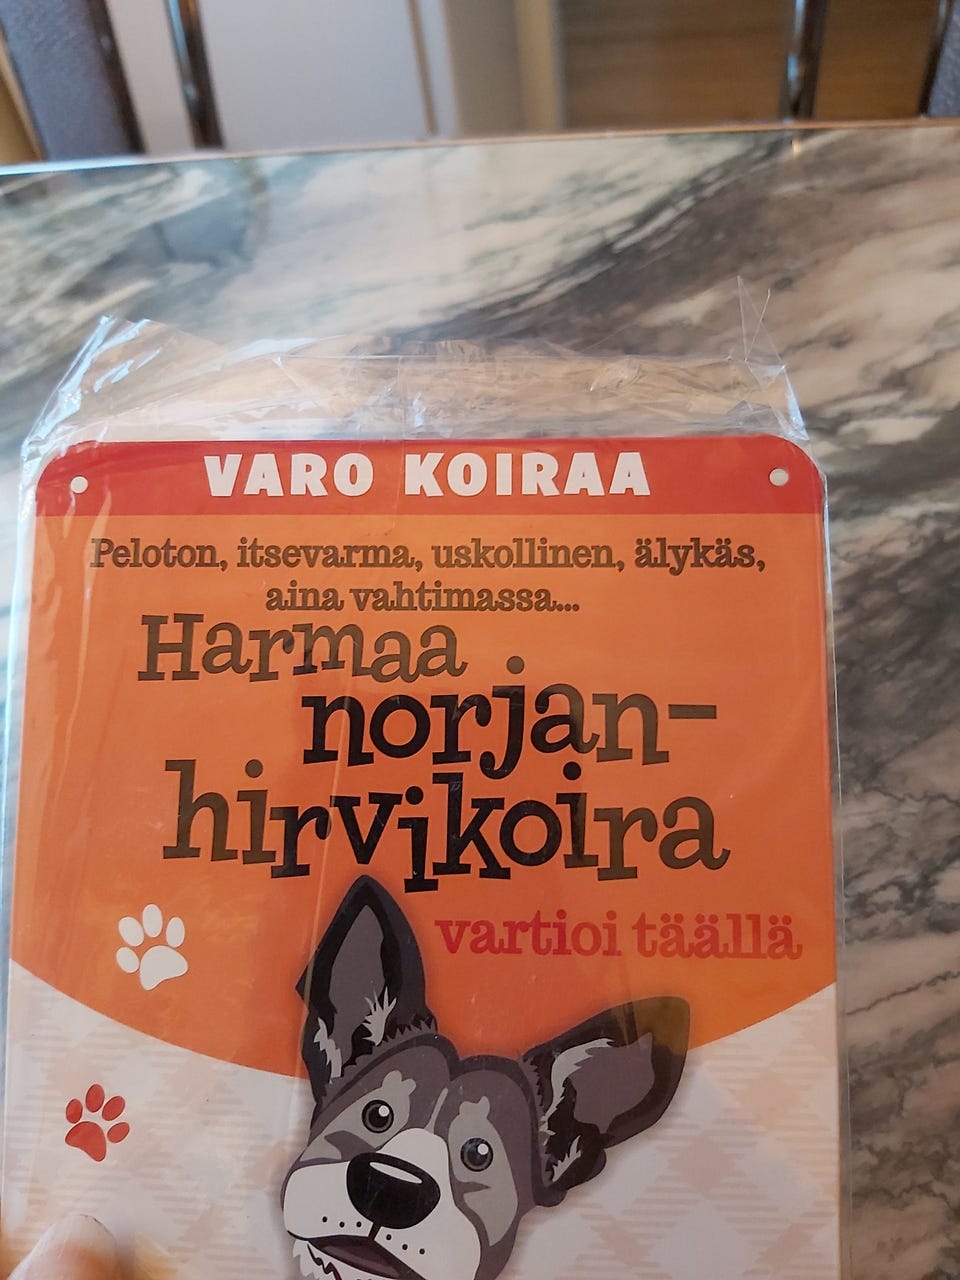 VARO KOIRAA
Peloton, itsevarma, uskollinen, älykäs,
aina vahtimassa...
Harmaa
norjan-
hirvikoira
vartioi täällä